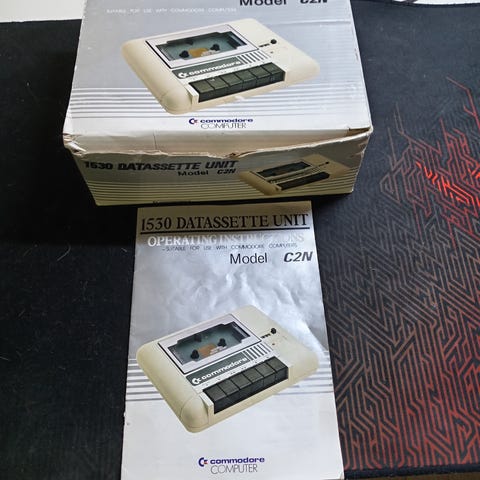 Model C2N
SUITABLE FOR USE WITH COMMODORE COMPUTERS
commodore
commodore
COMPUTER
1530 DATASSETTE UNIT
Model C2N
1530 DATASSETTE UNIT
OPERATING INSTRUCTIONS
SUITABLE FOR USE WITH COMMODORE COMPUTERS
Model C2N
commodore
commodore
COMPUTER